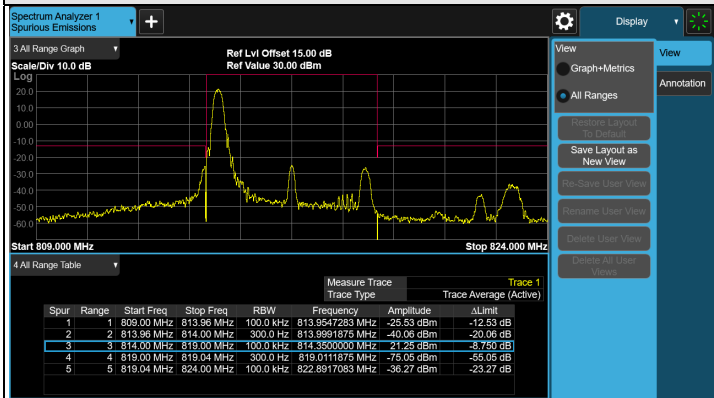 Spectrum Analyzer 1
Spurious Emissions
Display
3 All Range Graph
Ref Lvl Offset 15.00 dB
Scale/Div 10.0 dB
Ref Value 30.00 dBm
Log
20.0
10.0
0.00
-10.0
-20.0
-30.0
-40.0
-50.0
-60.0
Start 809.000 MHz
Stop 824.000 MHz
4 All Range Table
Measure Trace Trace 1
Trace Type Trace Average (Active)
Spur Range Start Freq Stop Freq RBW Frequency Amplitude ΔLimit
1 1 809.00 MHz 813.96 MHz 100.0 kHz 813.9547283 MHz -25.53 dBm -12.53 dB
2 2 813.96 MHz 814.00 MHz 300.0 Hz 813.9991875 MHz -40.06 dBm -20.06 dB
3 3 814.00 MHz 819.00 MHz 100.0 kHz 814.3500000 MHz 21.25 dBm -8.750 dB
4 4 819.00 MHz 819.04 MHz 300.0 Hz 819.0111875 MHz -75.05 dBm -55.05 dB
5 5 819.04 MHz 824.00 MHz 100.0 kHz 822.8917083 MHz -36.27 dBm -23.27 dB
View
Graph+Metrics
All Ranges
Restore Layout
To Default
Save Layout as
New View
Re-Save User View
Rename User View
Delete User View
Delete All User
Views
View
Annotation